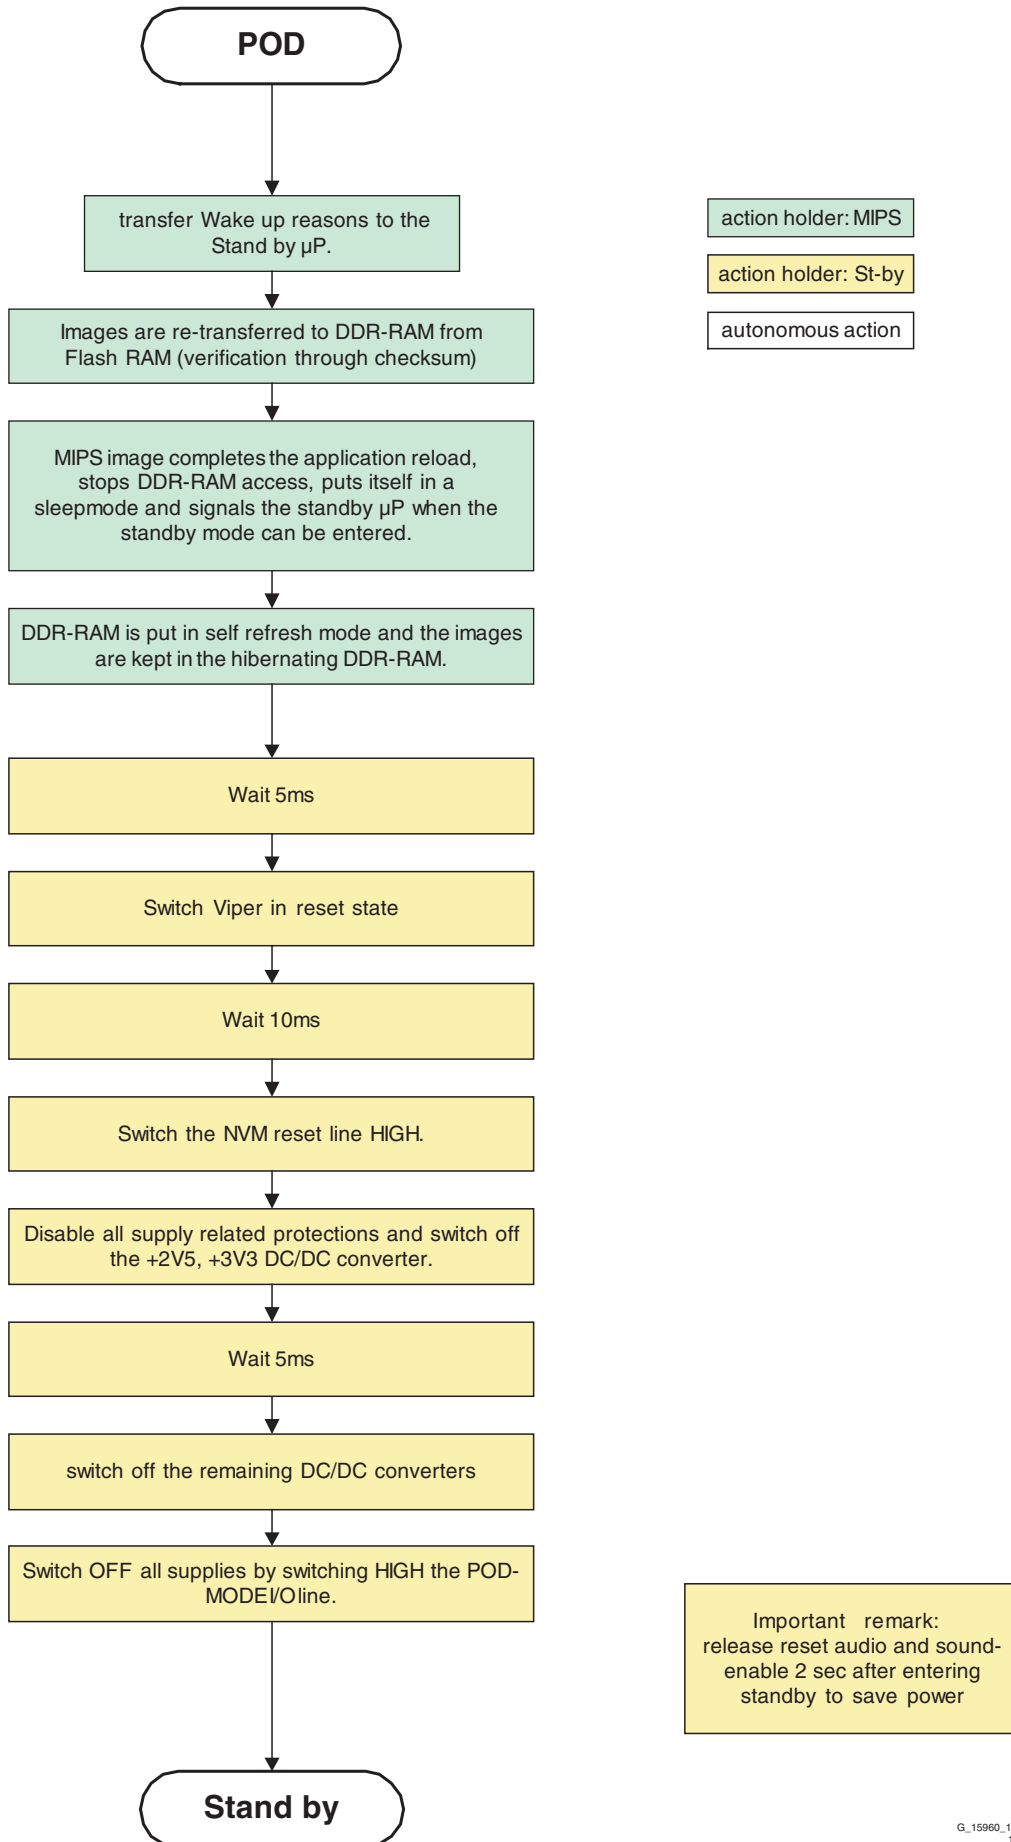 POD
transfer Wake up reasons to the
Stand by µP.
action holder: MIPS
action holder: St-by
autonomous action
Images are re-transferred to DDR-RAM from
Flash RAM (verification through checksum)
MIPS image completes the application reload,
stops DDR-RAM access, puts itself in a
sleepmode and signals the standby µP when the
standby mode can be entered.
DDR-RAM is put in self refresh mode and the images
are kept in the hibernating DDR-RAM.
Wait 5ms
Switch Viper in reset state
Wait 10ms
Switch the NVM reset line HIGH.
Disable all supply related protections and switch off
the +2V5, +3V3 DC/DC converter.
Wait 5ms
switch off the remaining DC/DC converters
Switch OFF all supplies by switching HIGH the POD-
MODEI/Oline.
Important remark:
release reset audio and sound-
enable 2 sec after entering
standby to save power
Stand by
G_15960_1